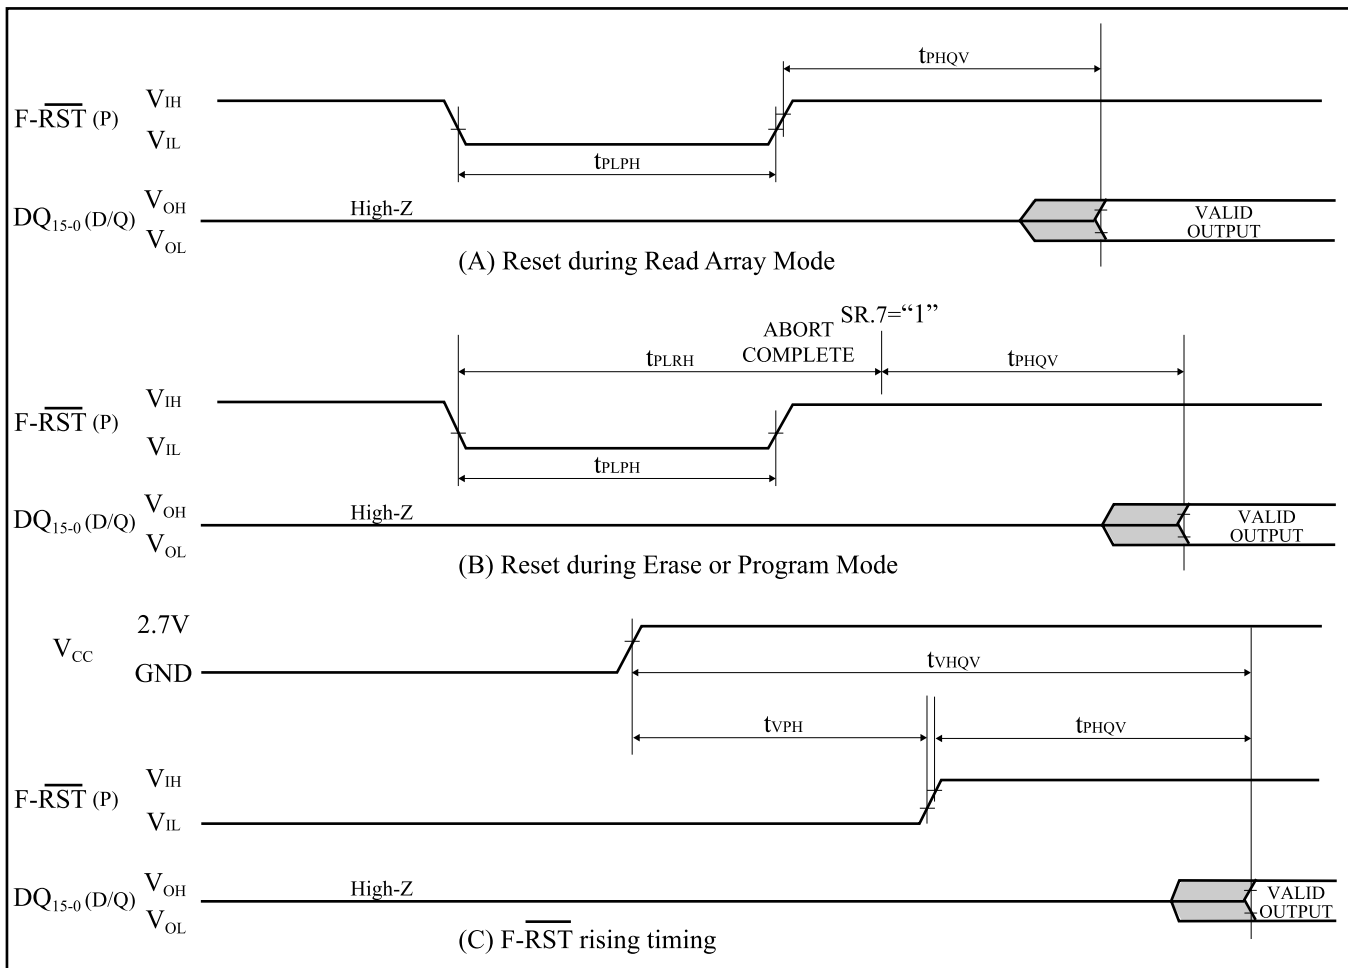 tPHQV
VIH
F-RST (P)
VIL
tPLPH
VOH
High-Z
DQ15-0 (D/Q)
VALID
OUTPUT
VOL
(A) Reset during Read Array Mode
SR.7=“1”
ABORT
COMPLETE
tPLRH
tPHQV
VIH
F-RST (P)
VIL
tPLPH
VOH
High-Z
DQ15-0 (D/Q)
VALID
OUTPUT
VOL
(B) Reset during Erase or Program Mode
2.7V
VCC
GND
tVHQV
tVPH
tPHQV
VIH
F-RST (P)
VIL
VOH
High-Z
DQ15-0 (D/Q)
VALID
OUTPUT
VOL
(C) F-RST rising timing